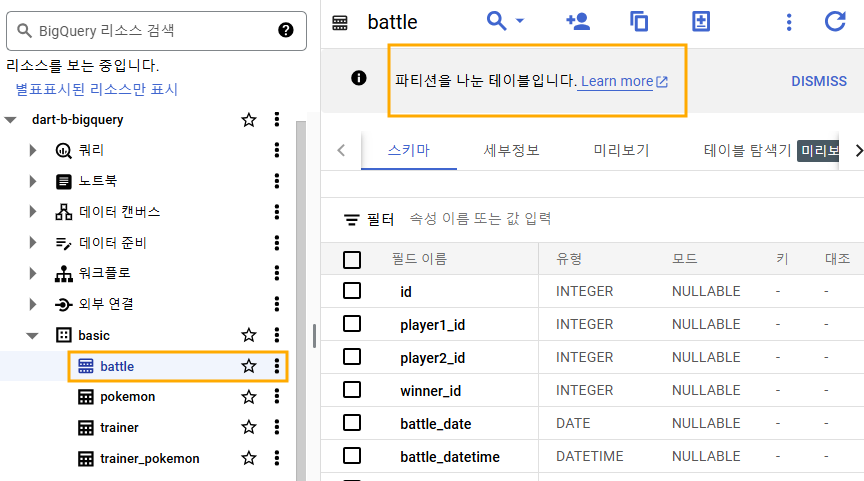 BigQuery 리소스 검색
리소스를 보는 중입니다.
별표표시된 리소스만 표시
dart-b-bigquery
쿼리
노트북
데이터 캔버스
데이터 준비
워크플로
외부 연결
basic
battle
pokemon
trainer
trainer_pokemon
battle
파티션을 나눈 테이블입니다. Learn more
DISMISS
스키마 세부정보 미리보기 테이블 탐색기 미리보
필터 속성 이름 또는 값 입력
필드 이름 유형 모드 키 대조
id INTEGER NULLABLE - -
player1_id INTEGER NULLABLE - -
player2_id INTEGER NULLABLE - -
winner_id INTEGER NULLABLE - -
battle_date DATE NULLABLE - -
battle_datetime DATETIME NULLABLE - -